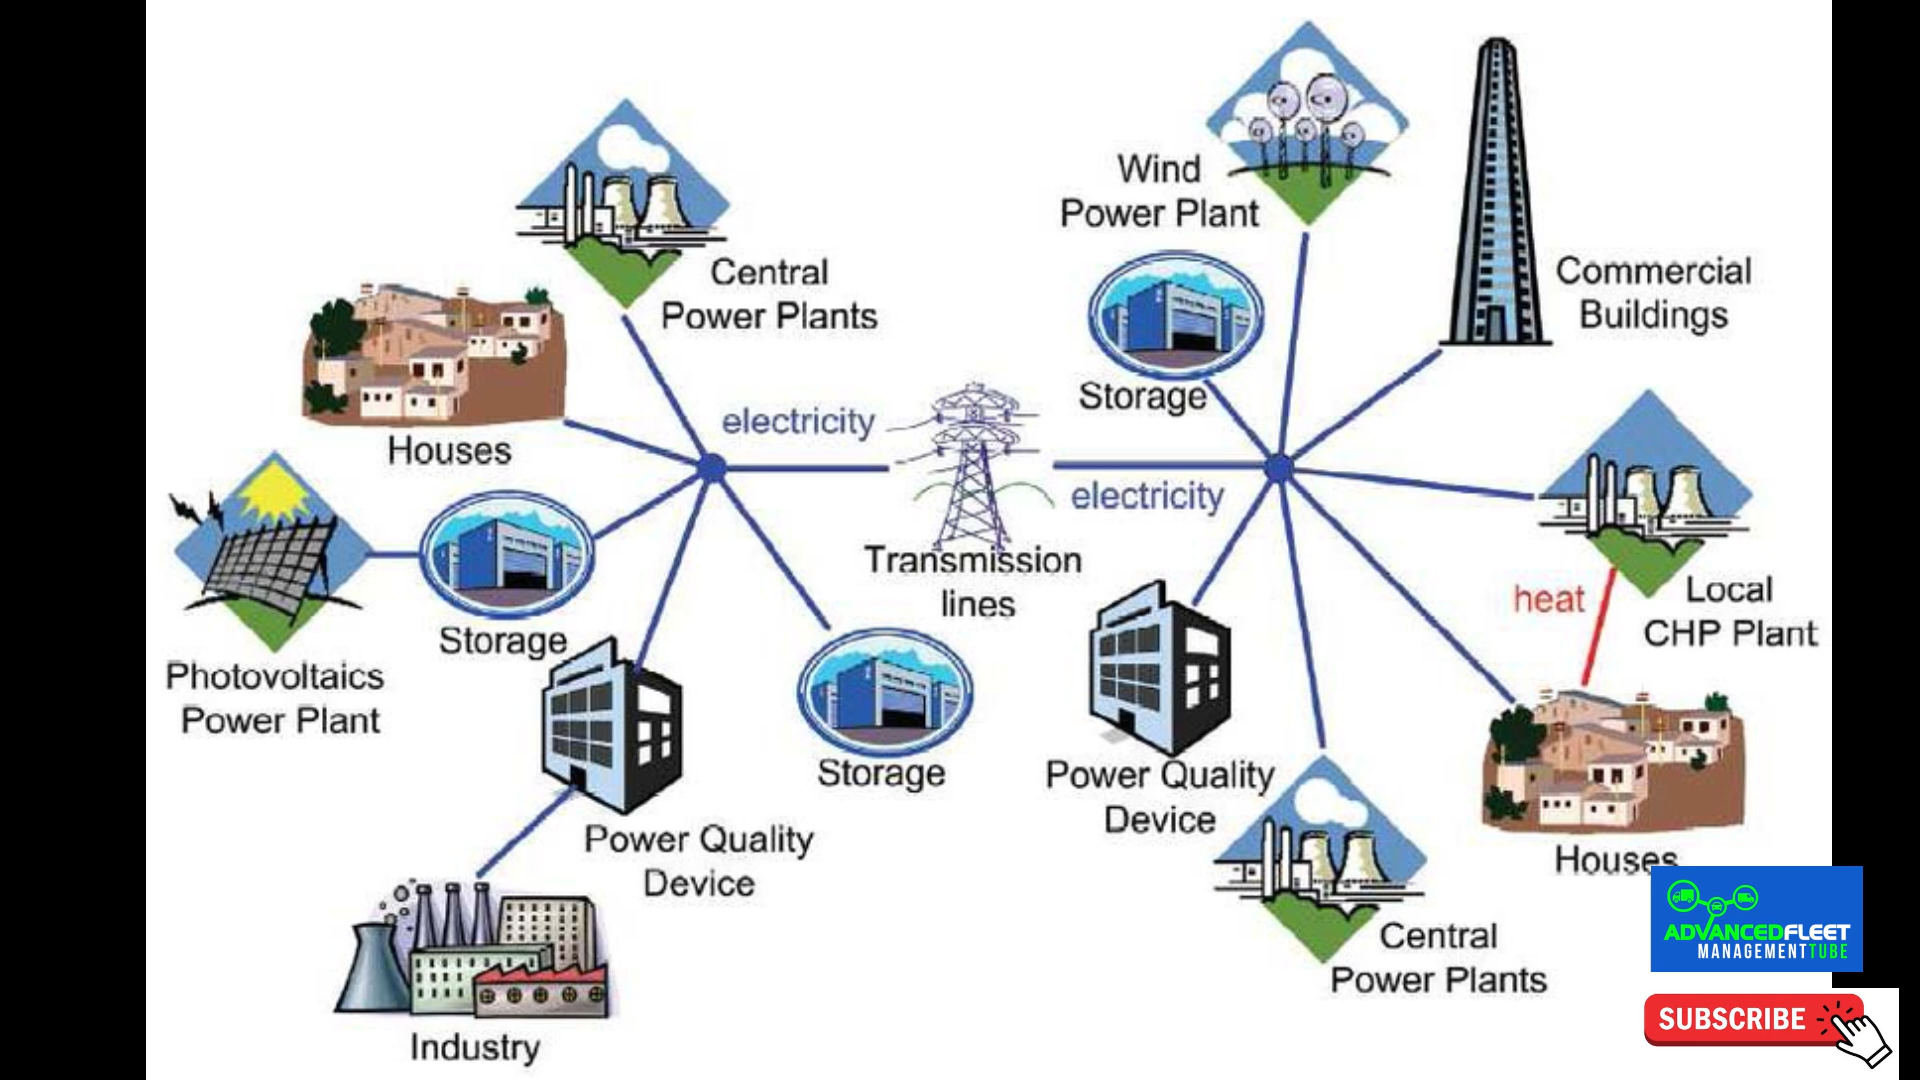 Wind
Power Plant
Central
Power Plants
Commercial
Buildings
Storage
electricity
Houses
electricity
Transmission
lines
heat
Local
CHP Plant
Storage
Photovoltaics
Power Plant
Storage
Power Quality
Device
Power Quality
Device
Houses
Central
Power Plants
Industry
ADVANCEDFLEET
MANAGEMENTTUBE
SUBSCRIBE